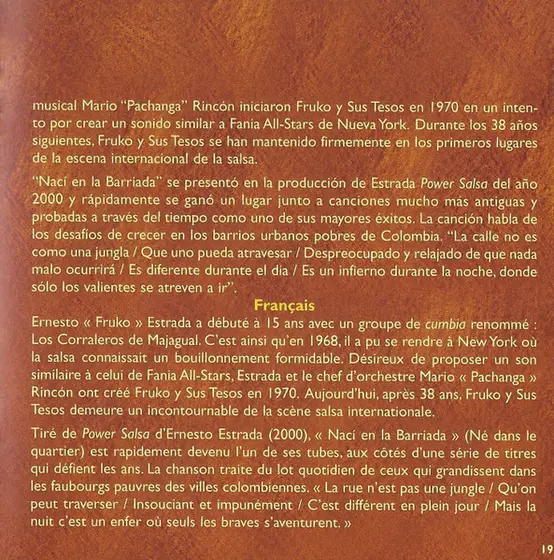 musical Mario “Pachanga” Rincón iniciaron Fruko y Sus Tesos en 1970 en un inten-
to por crear un sonido similar a Fania All-Stars de Nueva York. Durante los 38 años
siguientes, Fruko y Sus Tesos se han mantenido firmemente en los primeros lugares
de la escena internacional de la salsa.
“Nací en la Barriada” se presentó en la producción de Estrada Power Salsa del año
2000 y rápidamente se ganó un lugar junto a canciones mucho más antiguas y
probadas a través del tiempo como uno de sus mayores éxitos. La canción habla de
los desafíos de crecer en los barrios urbanos pobres de Colombia. “La calle no es
como una jungla / Que uno pueda atravesar / Despreocupado y relajado de que nada
malo ocurrirá / Es diferente durante el día / Es un infierno durante la noche, donde
sólo los valientes se atreven a ir”.
Français
Ernesto « Fruko » Estrada a débuté à 15 ans avec un groupe de cumbia renommé :
Los Corraleros de Majagual. C’est ainsi qu’en 1968, il a pu se rendre à New York où
la salsa connaissait un bouillonnement formidable. Désireux de proposer un son
similaire à celui de Fania All-Stars, Estrada et le chef d’orchestre Mario « Pachanga »
Rincón ont créé Fruko y Sus Tesos en 1970. Aujourd’hui, après 38 ans, Fruko y Sus
Tesos demeure un incontournable de la scène salsa internationale.
Tiré de Power Salsa d’Ernesto Estrada (2000), « Nací en la Barriada » (Né dans le
quartier) est rapidement devenu l’un de ses tubes, aux côtés d’une série de titres
qui défient les ans. La chanson traite du lot quotidien de ceux qui grandissent dans
les faubourgs pauvres des villes colombiennes. « La rue n’est pas une jungle / Qu’on
peut traverser / Insouciant et impunément / C’est différent en plein jour / Mais la
nuit c’est un enfer où seuls les braves s’aventurent. »
19